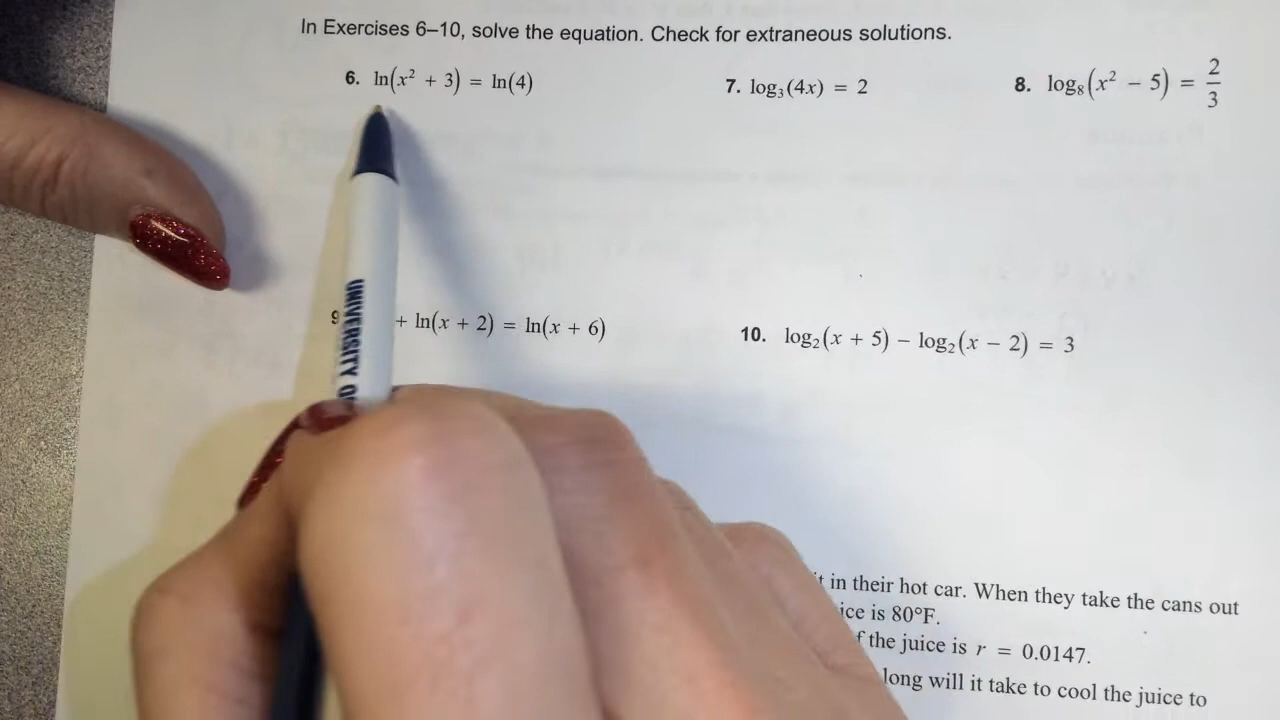 In Exercises 6–10, solve the equation. Check for extraneous solutions.
6. ln(x² + 3) = ln(4)
7. log₃(4x) = 2
8. log₈(x² − 5) = 2/3
9 + ln(x + 2) = ln(x + 6)
10. log₂(x + 5) − log₂(x − 2) = 3
UNIVERSITY
in their hot car. When they take the cans out
is 80°F.
the juice is r = 0.0147.
long will it take to cool the juice to